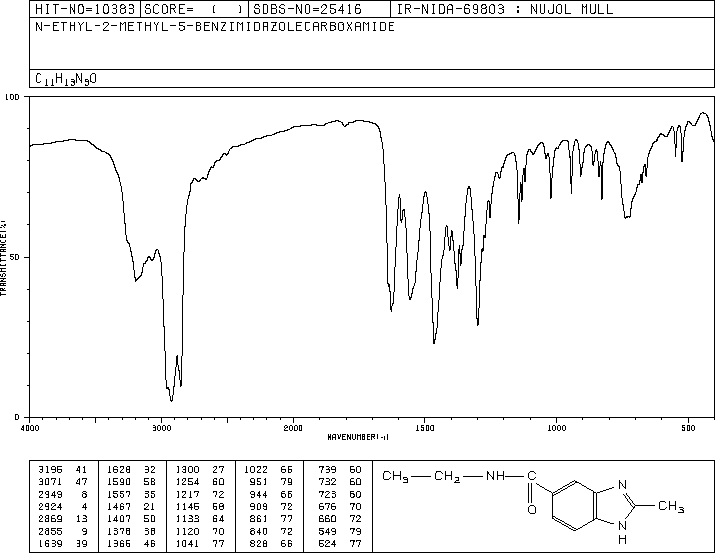 HIT-NO=10383 SCORE= ( ) SDBS-NO=25416 IR-NIDA-69803 : NUJOL MULL
N-ETHYL-2-METHYL-5-BENZIMIDAZOLECARBOXAMIDE
C11H13N3O
100
50
0
TRANSMITTANCE(%)
4000 3000 2000 1500 1000 500
WAVENUMBER(-1)
3195 41 1628 32 1300 27 1022 66 739 60
3071 47 1590 58 1254 60 951 79 732 60
2949 8 1557 35 1217 72 944 66 723 60
2924 4 1467 21 1145 58 909 72 676 70
2869 13 1407 50 1133 64 861 77 660 72
2855 9 1378 38 1120 70 840 72 549 79
1639 39 1366 46 1041 77 828 66 524 77
CH3 CH2 NH C
O
N
CH3
N
H